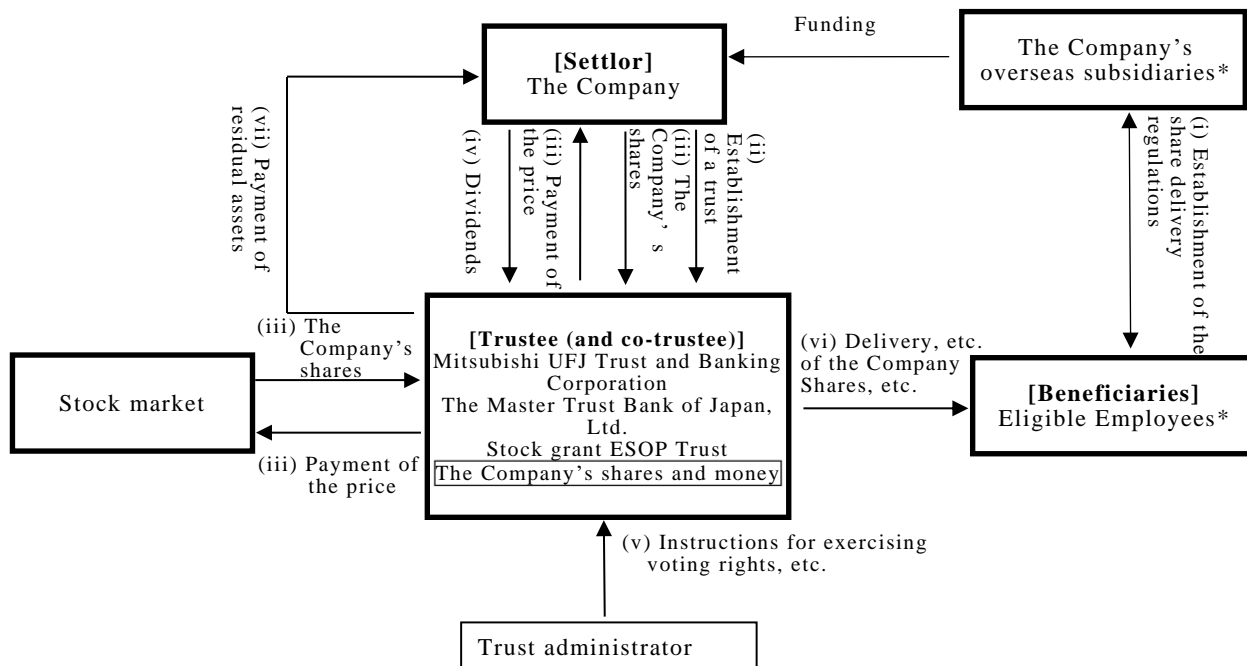 Funding
[Settlor]
The Company
The Company’s
overseas subsidiaries*
(vii) Payment of
residual assets
(iv) Dividends
(iii) Payment of
the price
(iii) The
Company’ s
shares
(ii)
Establishment
of a trust
(i) Establishment of the
share delivery
regulations
(iii) The
Company’s
shares
Stock market
(iii) Payment of
the price
[Trustee (and co-trustee)]
Mitsubishi UFJ Trust and Banking
Corporation
The Master Trust Bank of Japan,
Ltd.
Stock grant ESOP Trust
The Company’s shares and money
(vi) Delivery, etc.
of the Company
Shares, etc.
[Beneficiaries]
Eligible Employees*
(v) Instructions for exercising
voting rights, etc.
Trust administrator